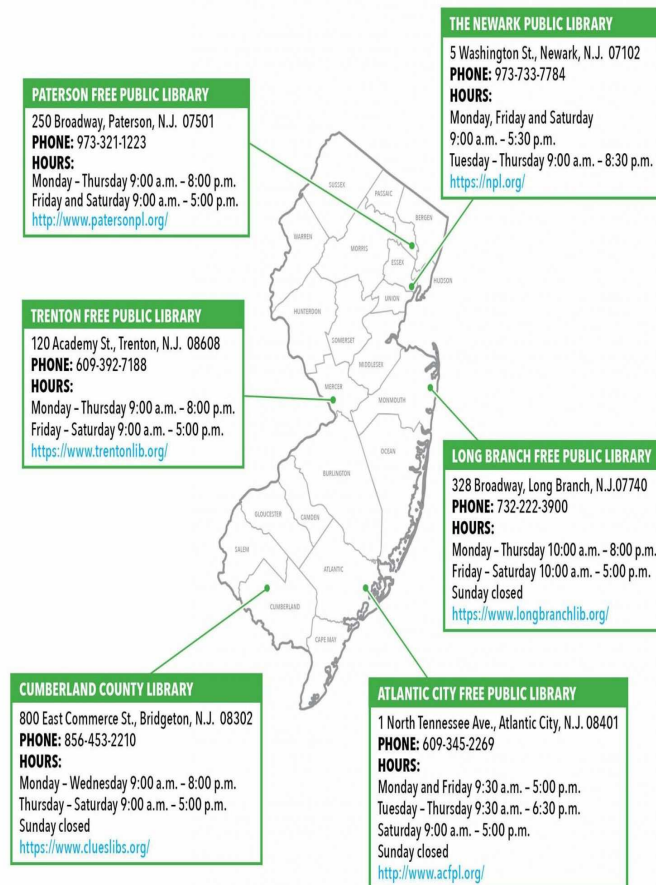 THE NEWARK PUBLIC LIBRARY
5 Washington St., Newark, N.J. 07102
PHONE: 973-733-7784
HOURS:
Monday, Friday and Saturday
9:00 a.m. – 5:30 p.m.
Tuesday – Thursday 9:00 a.m. – 8:30 p.m.
https://npl.org/
PATERSON FREE PUBLIC LIBRARY
250 Broadway, Paterson, N.J. 07501
PHONE: 973-321-1223
HOURS:
Monday – Thursday 9:00 a.m. – 8:00 p.m.
Friday and Saturday 9:00 a.m. – 5:00 p.m.
http://www.patersonpl.org/
SUSSEX
PASSAIC
BERGEN
WARREN
MORRIS
ESSEX
HUDSON
UNION
HUNTERDON
SOMERSET
MIDDLESEX
MERCER
MONMOUTH
OCEAN
BURLINGTON
GLOUCESTER
CAMDEN
SALEM
ATLANTIC
CUMBERLAND
CAPE MAY
TRENTON FREE PUBLIC LIBRARY
120 Academy St., Trenton, N.J. 08608
PHONE: 609-392-7188
HOURS:
Monday – Thursday 9:00 a.m. – 8:00 p.m.
Friday – Saturday 9:00 a.m. – 5:00 p.m.
https://www.trentonlib.org/
LONG BRANCH FREE PUBLIC LIBRARY
328 Broadway, Long Branch, N.J.07740
PHONE: 732-222-3900
HOURS:
Monday – Thursday 10:00 a.m. – 8:00 p.m.
Friday – Saturday 10:00 a.m. – 5:00 p.m.
Sunday closed
https://www.longbranchlib.org/
CUMBERLAND COUNTY LIBRARY
800 East Commerce St., Bridgeton, N.J. 08302
PHONE: 856-453-2210
HOURS:
Monday – Wednesday 9:00 a.m. – 8:00 p.m.
Thursday – Saturday 9:00 a.m. – 5:00 p.m.
Sunday closed
https://www.clueslibs.org/
ATLANTIC CITY FREE PUBLIC LIBRARY
1 North Tennessee Ave., Atlantic City, N.J. 08401
PHONE: 609-345-2269
HOURS:
Monday and Friday 9:30 a.m. – 5:00 p.m.
Tuesday – Thursday 9:30 a.m. – 6:30 p.m.
Saturday 9:00 a.m. – 5:00 p.m.
Sunday closed
http://www.acfpl.org/